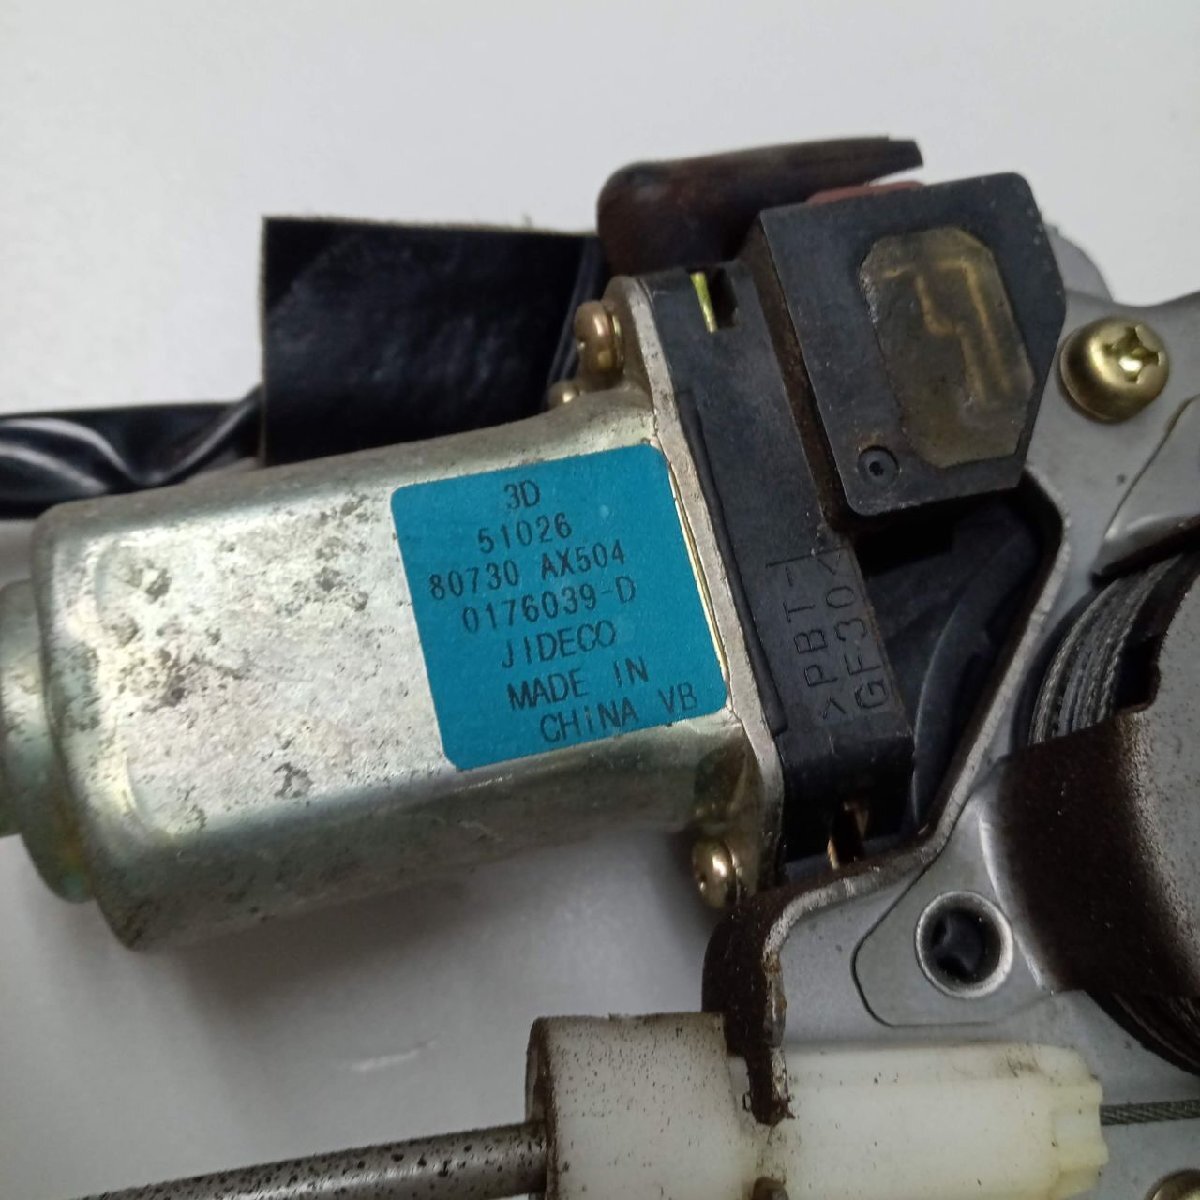 3D
51026
80730 AX504
0176039-D
JIDECO
MADE IN
CHiNA VB
>PBT-
GF30<